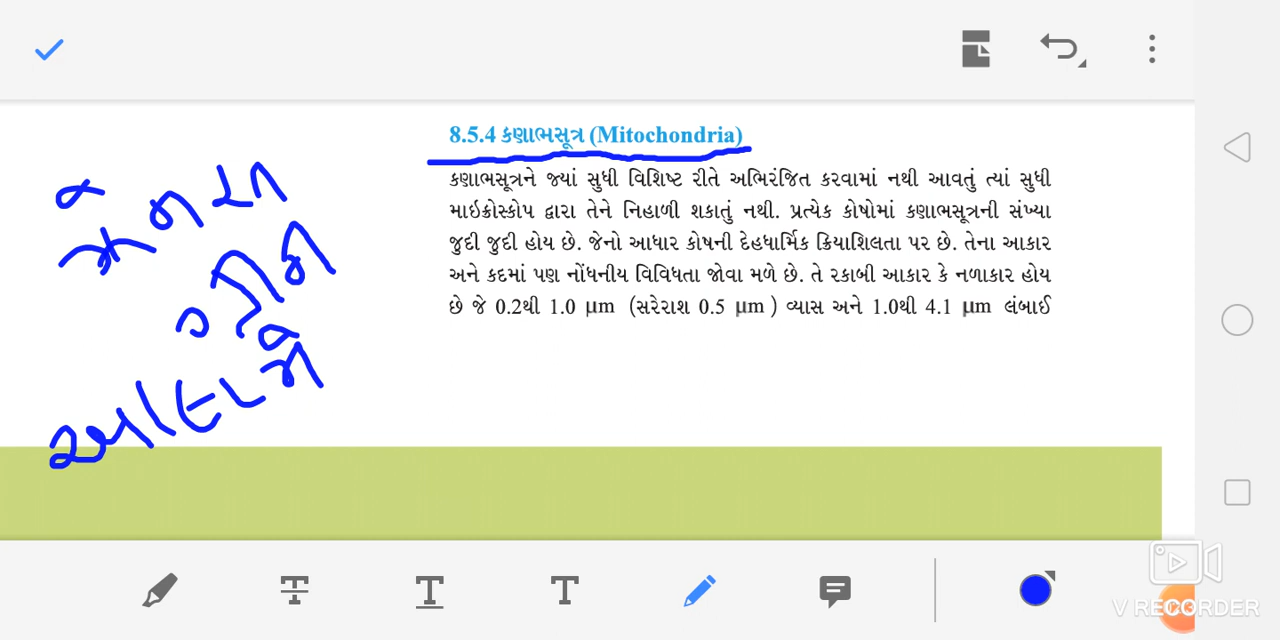 8.5.4 કણાભસૂત્ર (Mitochondria)
કણાભસૂત્રને જ્યાં સુધી વિશિષ્ટ રીતે અભિરંજિત કરવામાં નથી આવતું ત્યાં સુધી
માઇક્રોસ્કોપ દ્વારા તેને નિહાળી શકાતું નથી. પ્રત્યેક કોષોમાં કણાભસૂત્રની સંખ્યા
જુદી જુદી હોય છે. જેનો આધાર કોષની દેહધાર્મિક ક્રિયાશિલતા પર છે. તેના આકાર
અને કદમાં પણ નોંધનીય વિવિધતા જોવા મળે છે. તે રકાબી આકાર કે નળાકાર હોય
છે જે 0.2થી 1.0 µm (સરેરાશ 0.5 µm ) વ્યાસ અને 1.0થી 4.1 µm લંબાઈ
V RECORDER